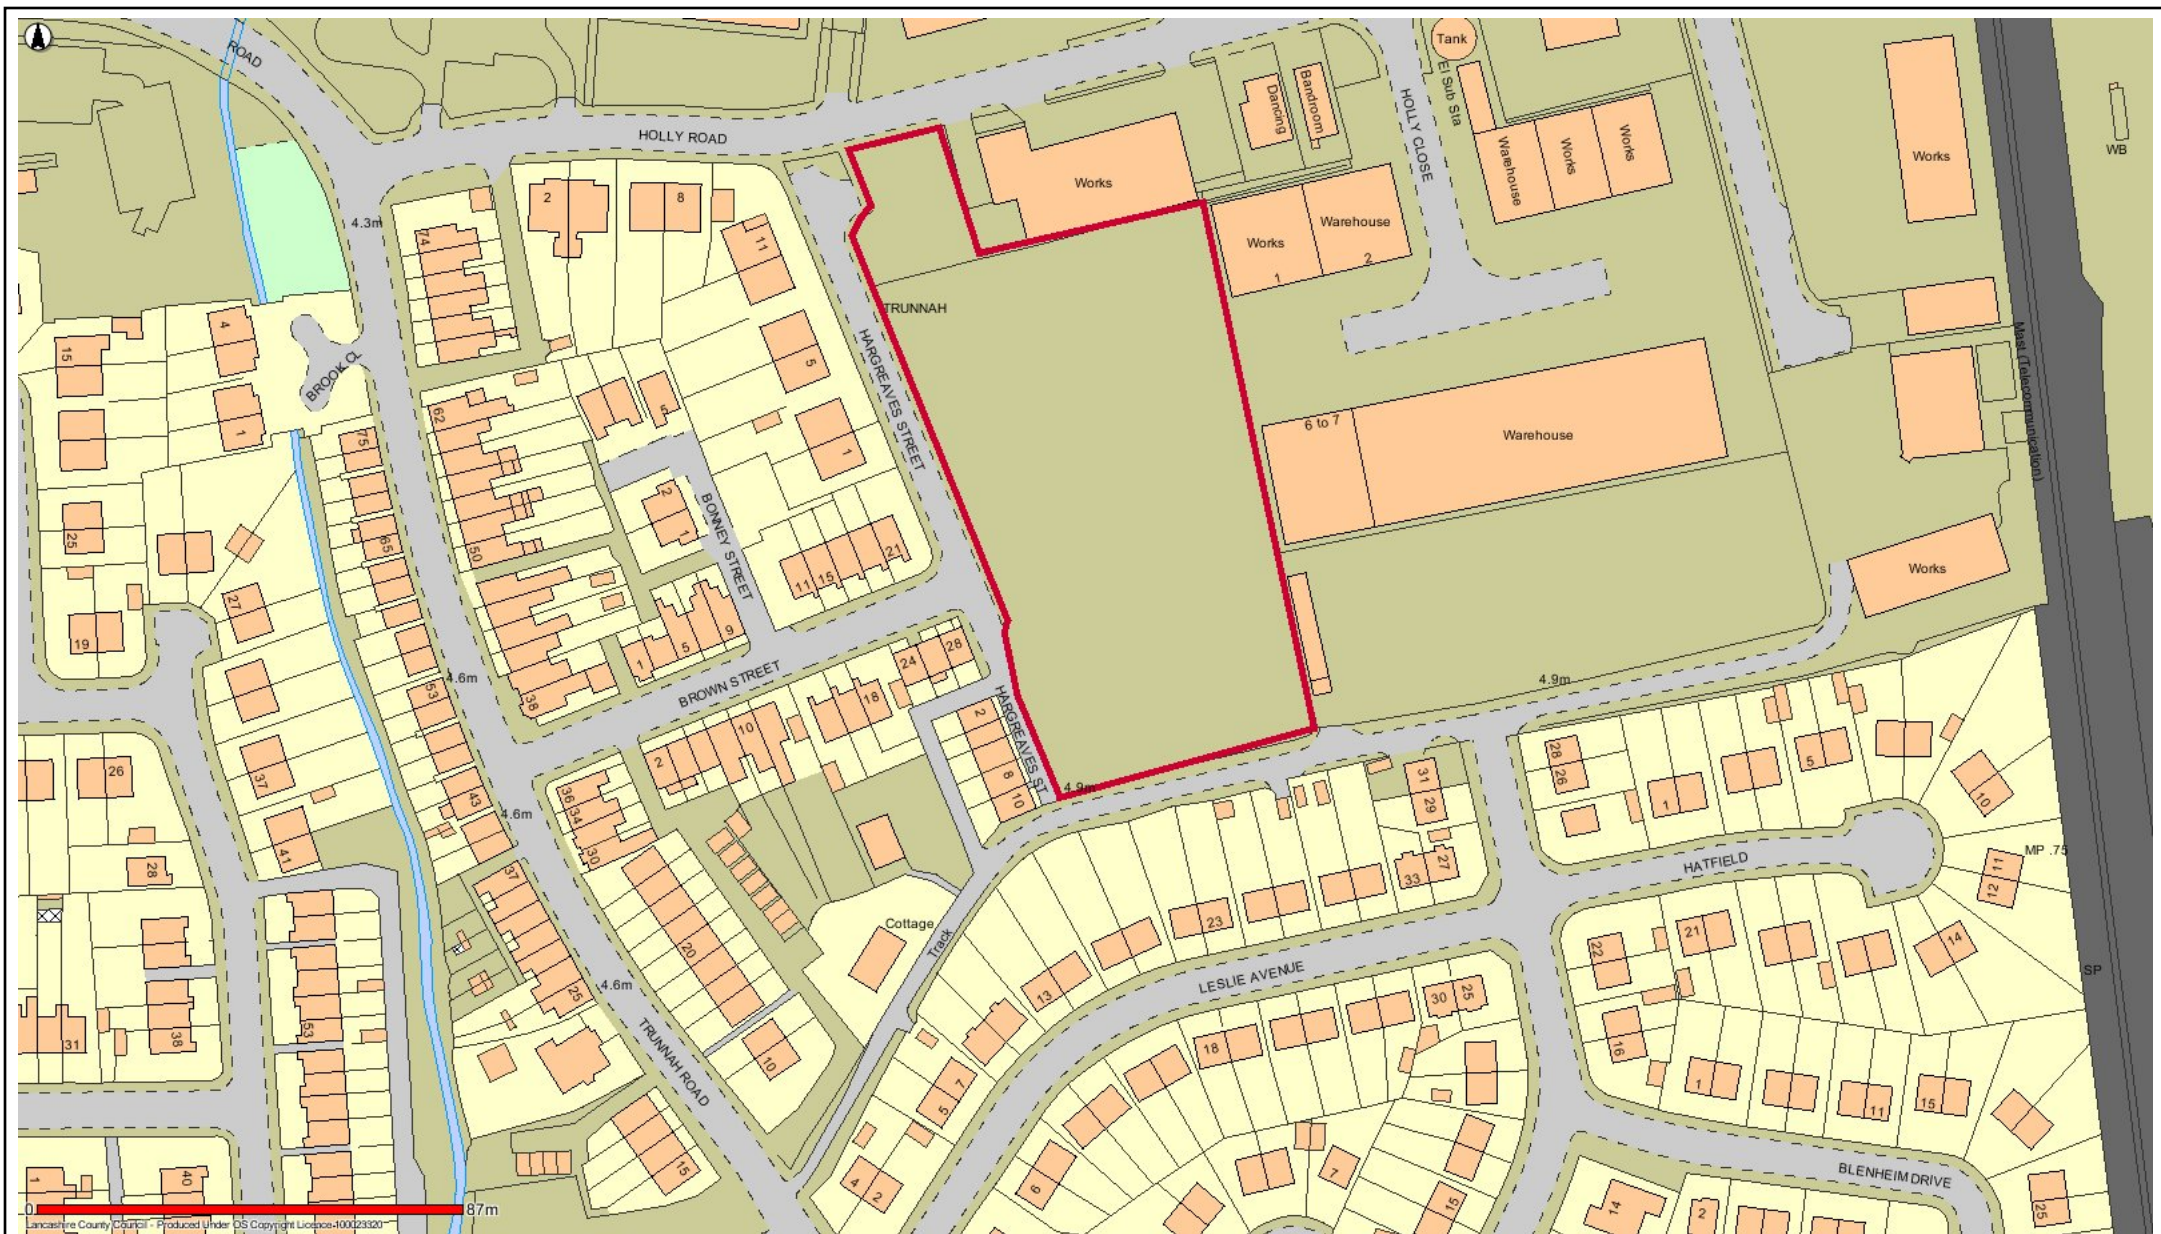 ROAD
HOLLY ROAD
Tank
El Sub Sta
Dancing
Bandroom
HOLLY CLOSE
Works
Warehouse
Works
Works
Works
WB
4.3m
74
2
8
11
Works
1
Warehouse
2
TRUNNAH
HARGREAVES STREET
Mast (Telecommunication)
15
4
BROOK CL
1
5
5
62
75
1
6 to 7
Warehouse
25
65
50
2
1
BONNEY STREET
11
15
21
Works
27
19
1
5
9
24
28
53
4.6m
38
BROWN STREET
18
2
10
HARGREAVES ST
2
8
10
4.9m
4.9m
28
26
5
1
10
26
37
43
4.6m
36
34
30
31
29
HATFIELD
MP .75
41
28
37
33
27
11
12
Cottage
Track
23
20
21
22
14
25
4.6m
13
LESLIE AVENUE
SP
30
25
31
38
53
TRUNNAH ROAD
10
18
16
7
5
1
11
15
15
4
2
6
7
BLENHEIM DRIVE
1
40
15
14
2
25
0
87m
Lancashire County Council - Produced Under OS Copyright Licence 100023320